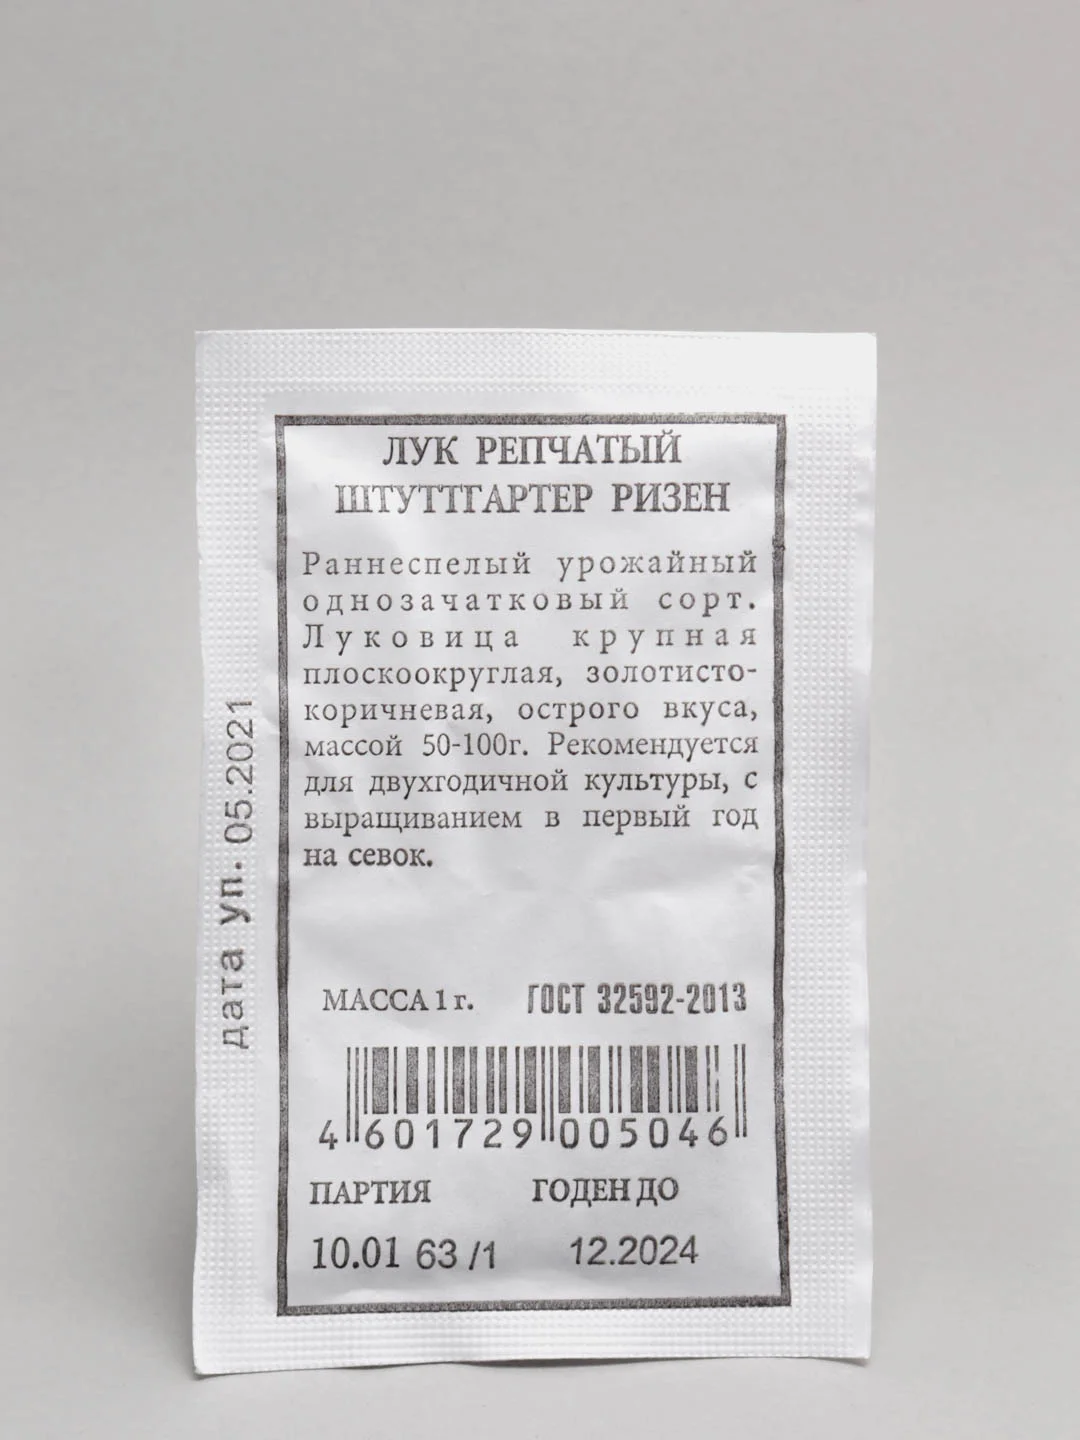 ЛУК РЕПЧАТЫЙ
ШТУТТГАРТЕР РИЗЕН
Раннеспелый урожайный
однозачатковый сорт.
Луковица крупная
плоскоокруглая, золотисто-
коричневая, острого вкуса,
массой 50-100г. Рекомендуется
для двухгодичной культуры, с
выращиванием в первый год
на севок.
дата уп. 05.2021
МАССА 1 г. ГОСТ 32592-2013
4 601729 005046
ПАРТИЯ ГОДЕН ДО
10.01 63 /1 12.2024